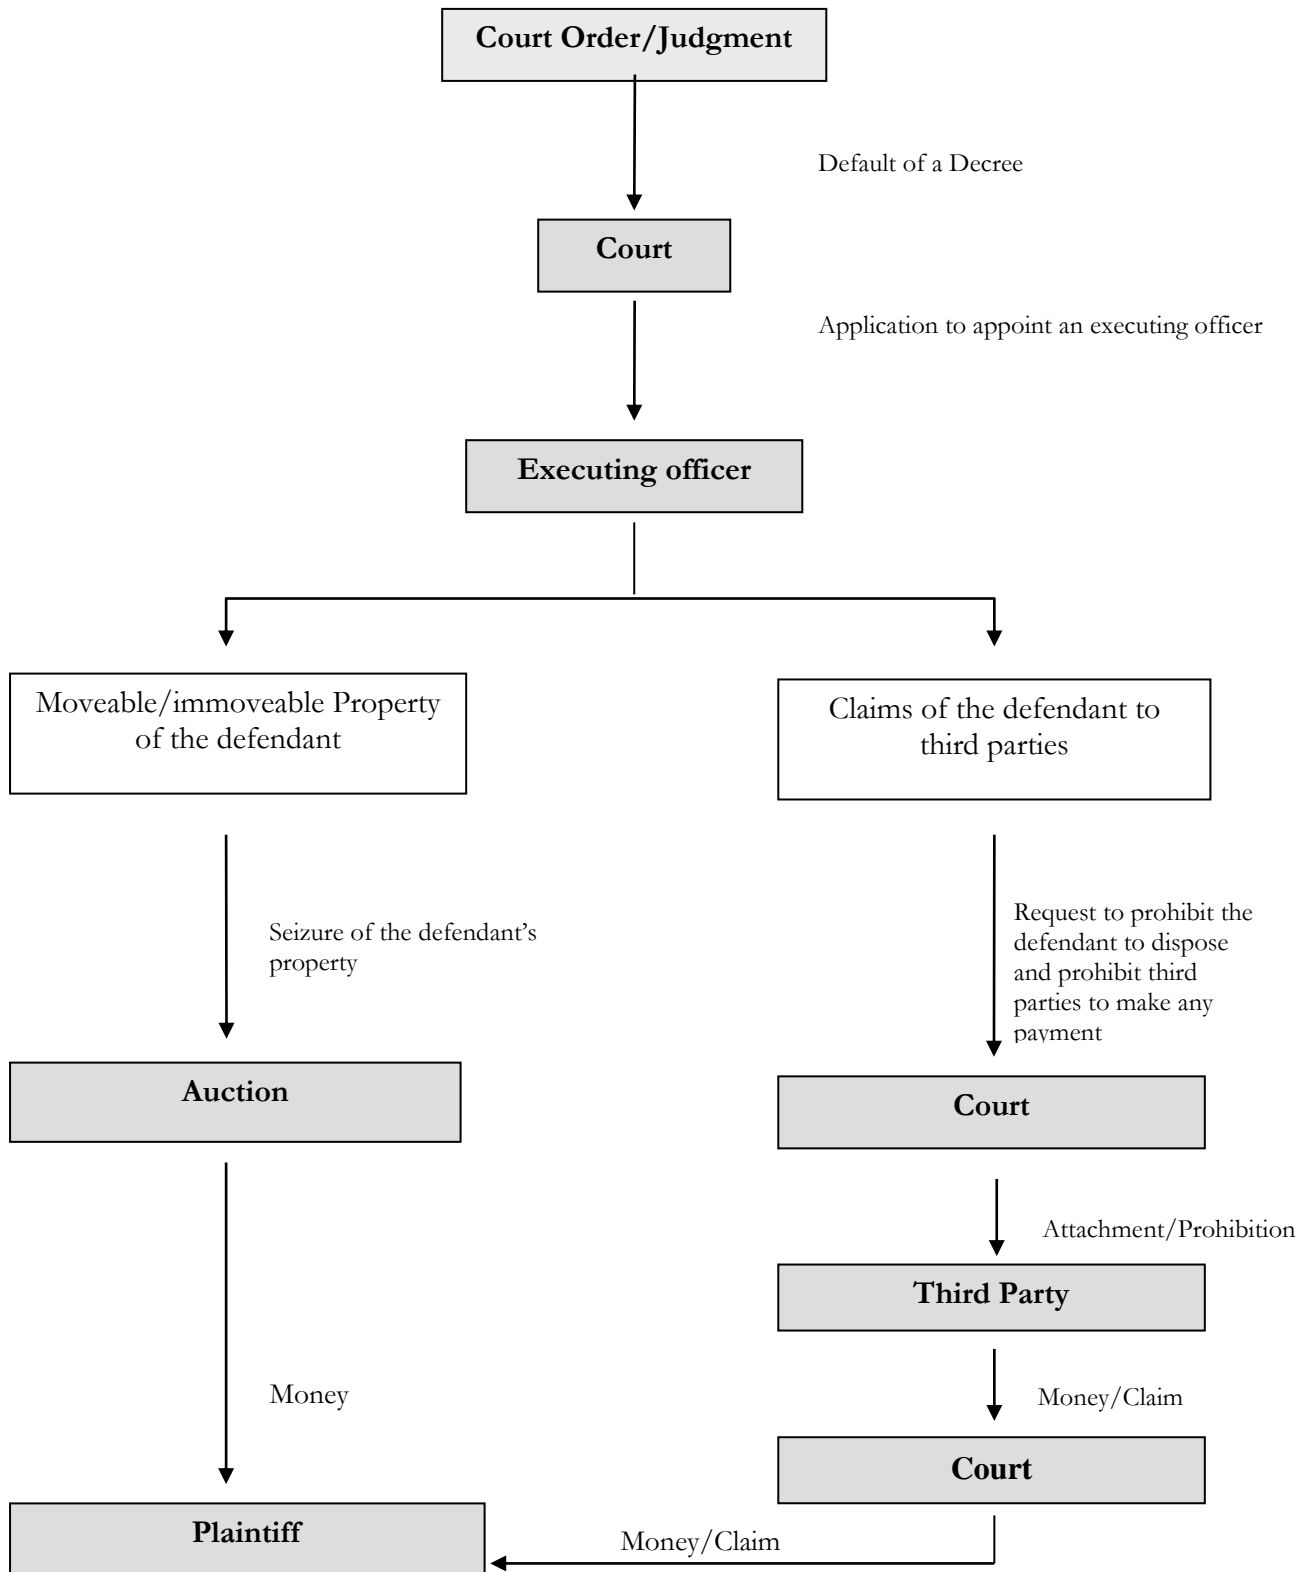 Court Order/Judgment
Default of a Decree
Court
Application to appoint an executing officer
Executing officer
Moveable/immoveable Property
of the defendant
Claims of the defendant to
third parties
Seizure of the defendant’s
property
Request to prohibit the
defendant to dispose
and prohibit third
parties to make any
payment
Auction
Court
Attachment/Prohibition
Third Party
Money
Money/Claim
Court
Plaintiff
Money/Claim